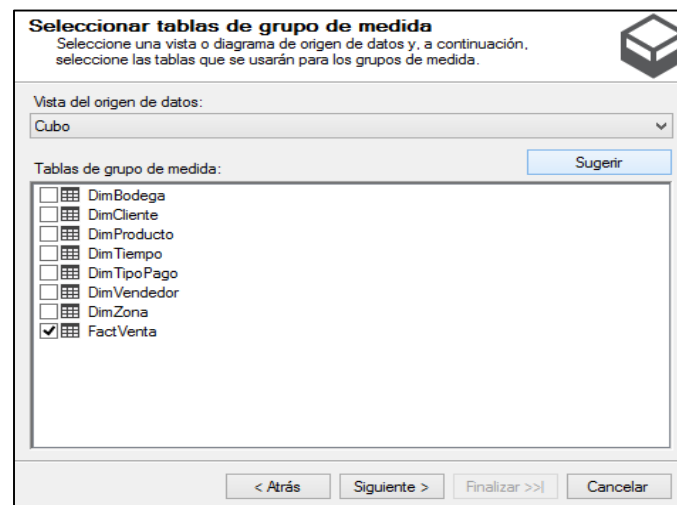 Seleccionar tablas de grupo de medida
Seleccione una vista o diagrama de origen de datos y, a continuación,
seleccione las tablas que se usarán para los grupos de medida.
Vista del origen de datos:
Cubo
Tablas de grupo de medida:
Sugerir
DimBodega
DimCliente
DimProducto
DimTiempo
DimTipoPago
DimVendedor
DimZona
FactVenta
< Atrás
Siguiente >
Finalizar >>|
Cancelar